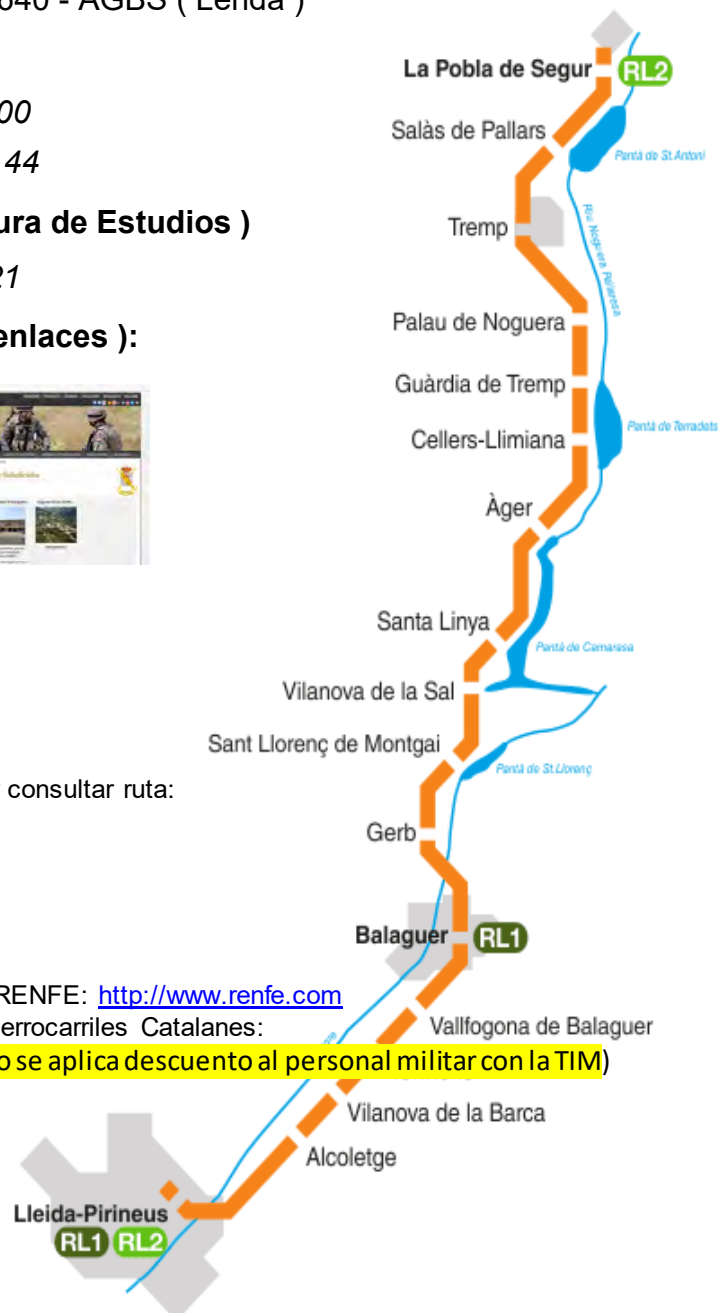 640 - AGBS ( Lérida )
La Pobla de Segur RL2
00
Salàs de Pallars
44
Pantà de St.Antoni
ura de Estudios )
Tremp
Riu Noguera Pallaresa
21
enlaces ):
Palau de Noguera
Guàrdia de Tremp
Pantà de Terradets
Cellers-Llimiana
Àger
Santa Linya
Pantà de Camarasa
Vilanova de la Sal
Sant Llorenç de Montgai
Pantà de St.Llorenç
consultar ruta:
Gerb
Balaguer RL1
RENFE: http://www.renfe.com
errocarriles Catalanes:
Vallfogona de Balaguer
o se aplica descuento al personal militar con la TIM)
Vilanova de la Barca
Alcoletge
Lleida-Pirineus
RL1 RL2